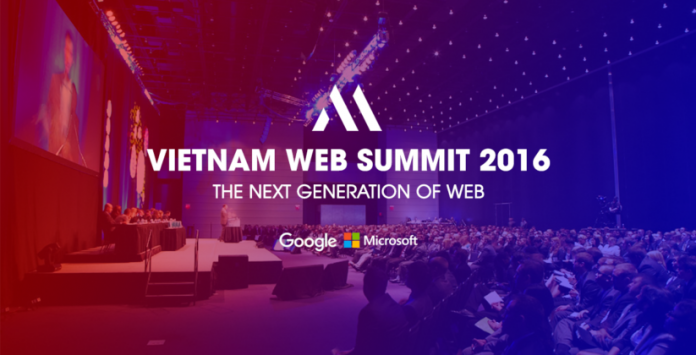 VIETNAM WEB SUMMIT 2016
THE NEXT GENERATION OF WEB
Google Microsoft